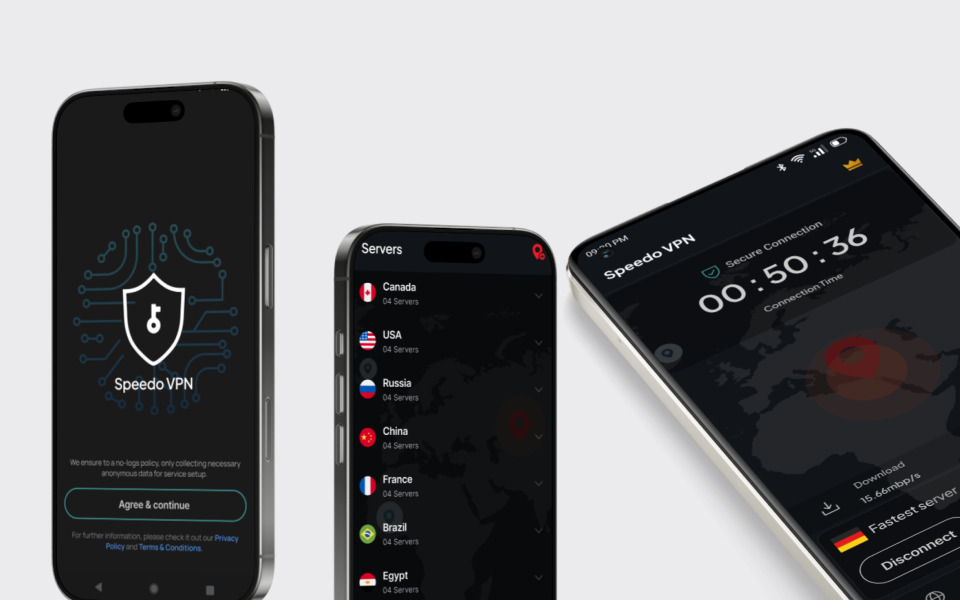 Speedo VPN
We ensure to a no-logs policy, only collecting necessary
anonymous data for service setup.
Agree & continue
For further information, please check it out our Privacy
Policy and Terms & Conditions.
Servers
Canada
04 Servers
USA
04 Servers
Russia
04 Servers
China
04 Servers
France
04 Servers
Brazil
04 Servers
Egypt
04 Servers
Speedo VPN
Secure Connection
00 : 50 : 36
Connection Time
Download
15.66mbp/s
Fastest server
Disconnect